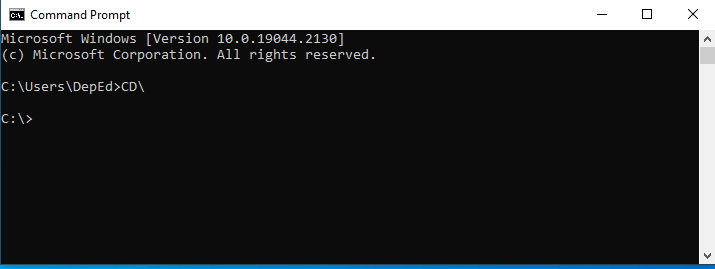 Command Prompt
Microsoft Windows [Version 10.0.19044.2130]
(c) Microsoft Corporation. All rights reserved.
C:\Users\DepEd>CD\
C:\>